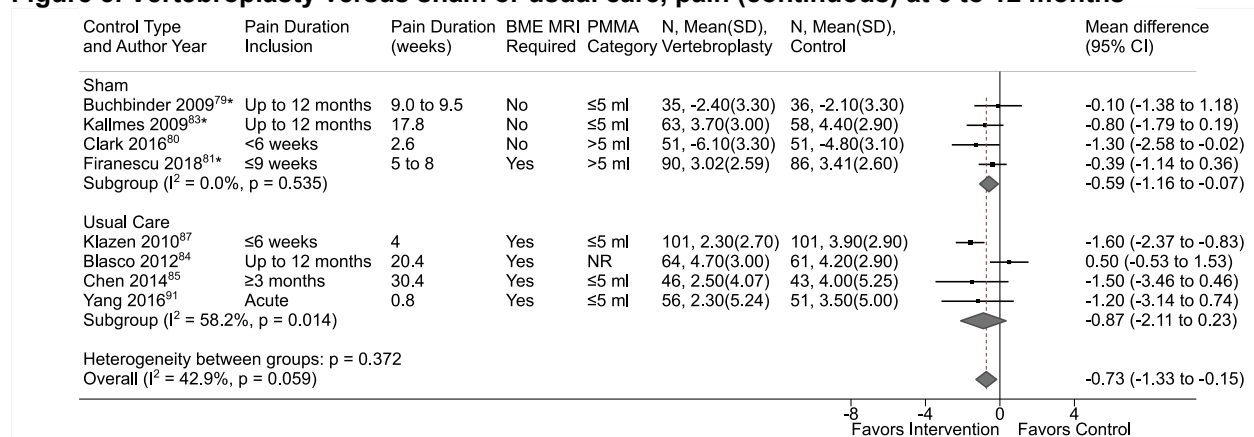 Figure Vertebroplasty versus sham or usual care, pain (continuous) at to 12 months
Control Type and Author Year Pain Duration Inclusion Pain Duration (weeks) BME MRI Required PMMA Category N, Mean(SD), Vertebroplasty N, Mean(SD), Control Mean difference (95% CI)
Sham
Buchbinder 2009⁷⁹* Up to 12 months 9.0 to 9.5 No ≤5 ml 35, -2.40(3.30) 36, -2.10(3.30) -0.10 (-1.38 to 1.18)
Kallmes 2009⁸³* Up to 12 months 17.8 No ≤5 ml 63, 3.70(3.00) 58, 4.40(2.90) -0.80 (-1.79 to 0.19)
Clark 2016⁸⁰ <6 weeks 2.6 No >5 ml 51, -6.10(3.30) 51, -4.80(3.10) -1.30 (-2.58 to -0.02)
Firanescu 2018⁸¹* ≤9 weeks 5 to 8 Yes >5 ml 90, 3.02(2.59) 86, 3.41(2.60) -0.39 (-1.14 to 0.36)
Subgroup (I² = 0.0%, p = 0.535) -0.59 (-1.16 to -0.07)
Usual Care
Klazen 2010⁸⁷ ≤6 weeks 4 Yes ≤5 ml 101, 2.30(2.70) 101, 3.90(2.90) -1.60 (-2.37 to -0.83)
Blasco 2012⁸⁴ Up to 12 months 20.4 Yes NR 64, 4.70(3.00) 61, 4.20(2.90) 0.50 (-0.53 to 1.53)
Chen 2014⁸⁵ ≥3 months 30.4 Yes ≤5 ml 46, 2.50(4.07) 43, 4.00(5.25) -1.50 (-3.46 to 0.46)
Yang 2016⁹¹ Acute 0.8 Yes ≤5 ml 56, 2.30(5.24) 51, 3.50(5.00) -1.20 (-3.14 to 0.74)
Subgroup (I² = 58.2%, p = 0.014) -0.87 (-2.11 to 0.23)
Heterogeneity between groups: p = 0.372
Overall (I² = 42.9%, p = 0.059) -0.73 (-1.33 to -0.15)
-8 -4 0 4
Favors Intervention Favors Control